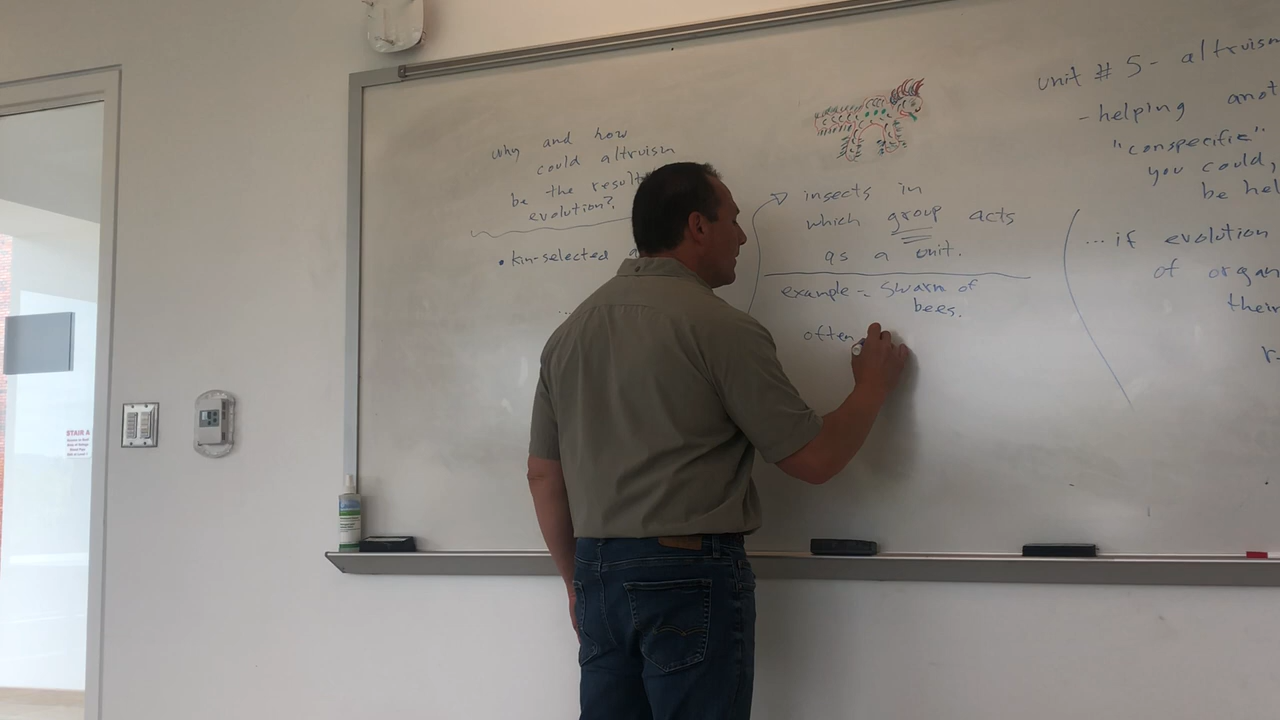 why and how
could altruism
be the result
evolution?
• kin-selected
insects in
which group acts
as a unit.
example - swarm of
bees.
often
unit # 5 - altruism
- helping anot
"conspecific"
you could,
be hel
... if evolution
of organ
their
r-
STAIR A